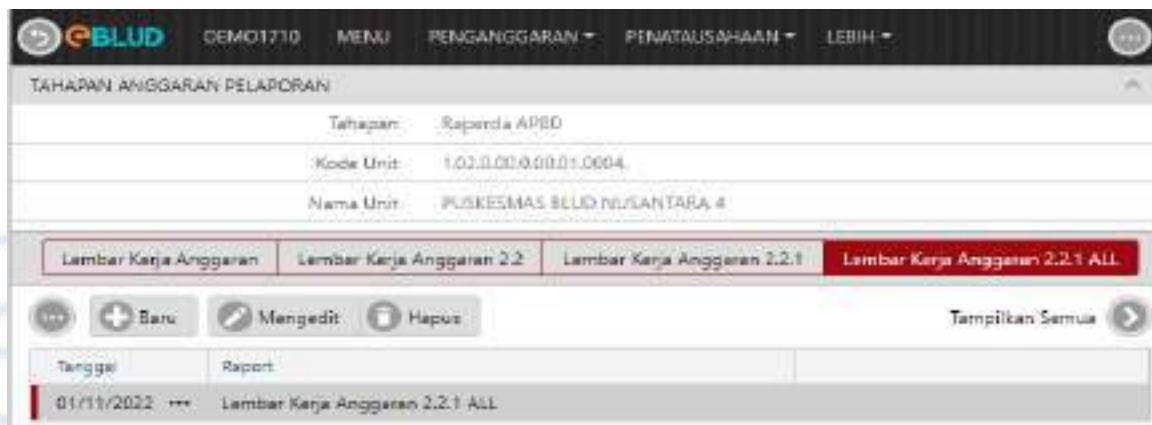 eBLUD DEMO1710 MENU PENGANGGARAN PENATAUSAHAAN LEBIH
TAHAPAN ANGGARAN PELAPORAN
Tahapan Raperda APBD
Kode Unit 1.02.0.00.0.00.01.0004.
Nama Unit PUSKESMAS BLUD NUSANTARA 4
Lembar Kerja Anggaran Lembar Kerja Anggaran 2.2 Lembar Kerja Anggaran 2.2.1 Lembar Kerja Anggaran 2.2.1 ALL
Baru Mengedit Hapus Tampilkan Semua
Tanggal Raport
01/11/2022 ••• Lembar Kerja Anggaran 2.2.1 ALL